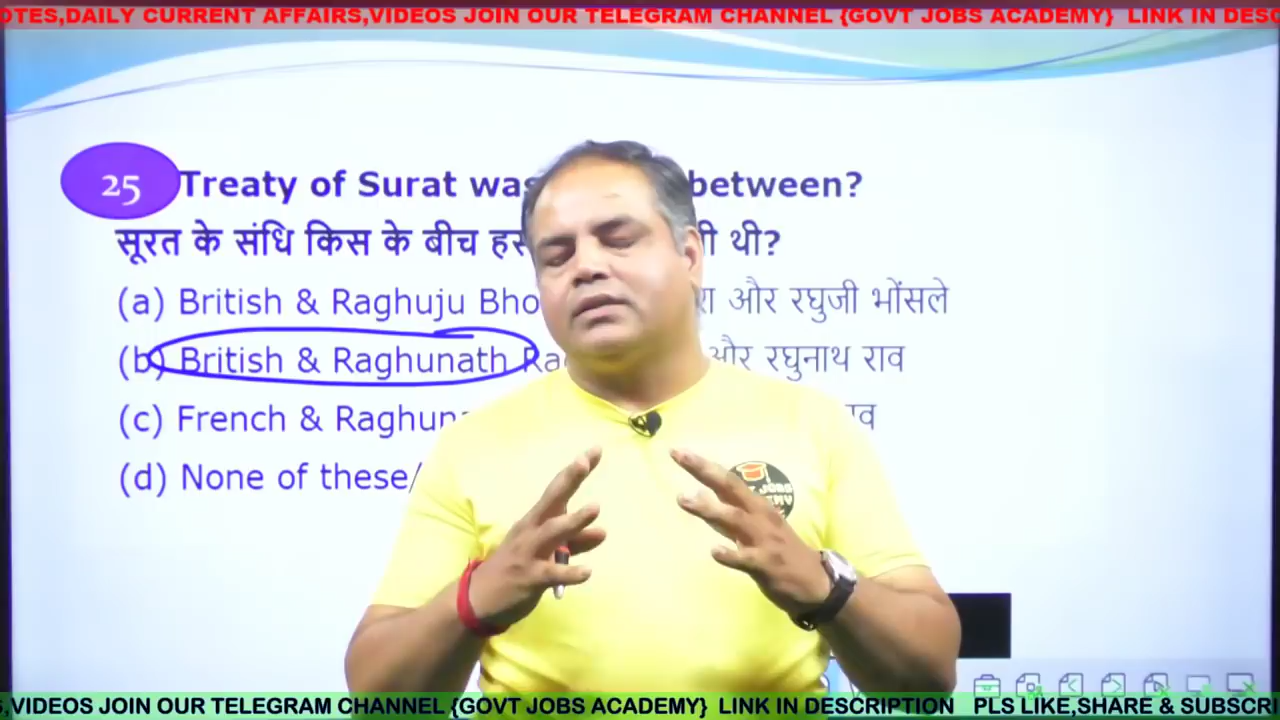 OTES,DAILY CURRENT AFFAIRS,VIDEOS JOIN OUR TELEGRAM CHANNEL {GOVT JOBS ACADEMY} LINK IN DESC
25 Treaty of Surat was between?
सूरत के संधि किस के बीच थी?
(a) British & Raghuju Bho और रघुजी भोंसले
(b) British & Raghunath और रघुनाथ राव
(c) French &
(d) None of these/
JOBS
S,VIDEOS JOIN OUR TELEGRAM CHANNEL {GOVT JOBS ACADEMY} LINK IN DESCRIPTION PLS LIKE,SHARE & SUBSCRI